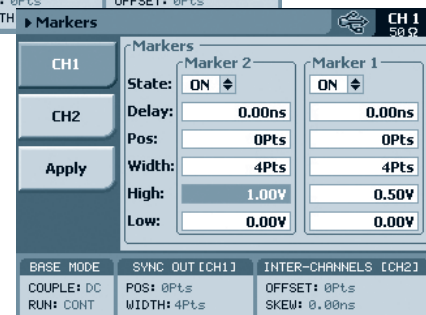 : 0Pts OFFSET: 0Pts
TH
▸ Markers CH 1
50 Ω
CH1
CH2
Apply
Markers
Marker 2 Marker 1
State: ON ON
Delay: 0.00ns 0.00ns
Pos: 0Pts 0Pts
Width: 4Pts 4Pts
High: 1.00V 0.50V
Low: 0.00V 0.00V
BASE MODE SYNC OUT [CH1] INTER-CHANNELS [CH2]
COUPLE: DC POS: 0Pts OFFSET: 0Pts
RUN: CONT WIDTH: 4Pts SKEW: 0.00ns